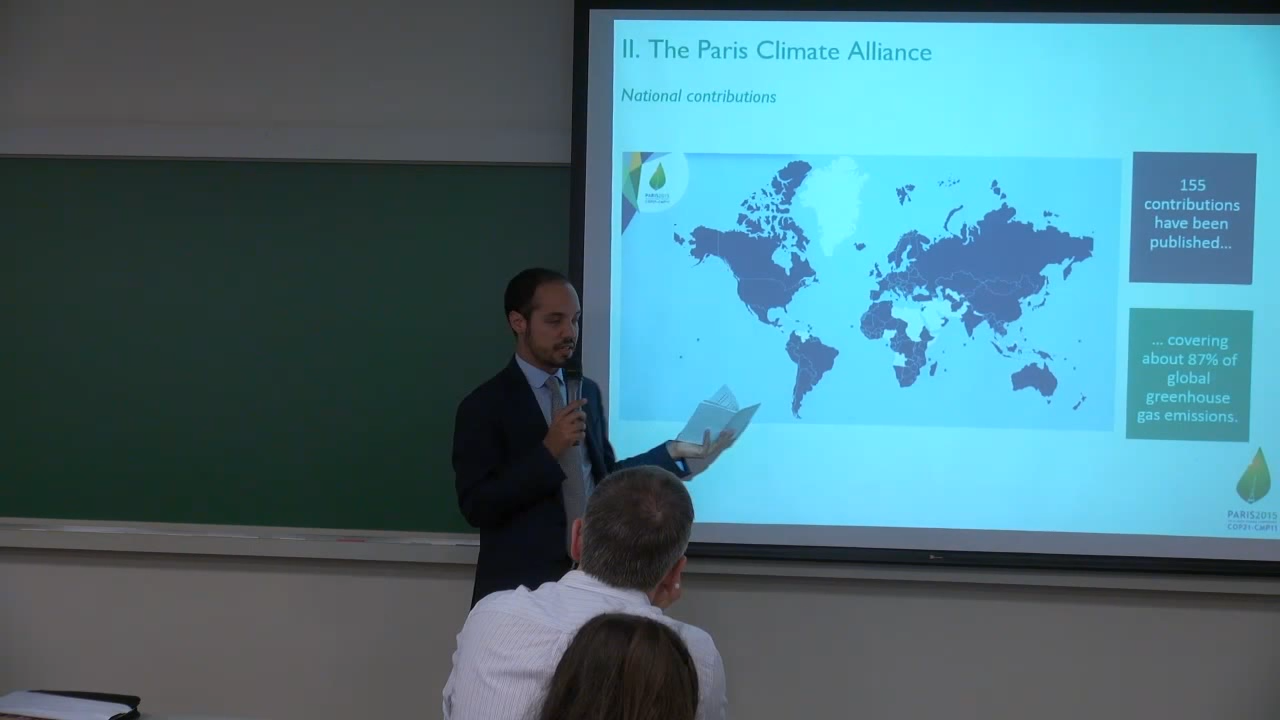 II. The Paris Climate Alliance
National contributions
PARIS2015
155
contributions
have been
published...
... covering
about 87% of
global
greenhouse
gas emissions.
PARIS2015
COP21·CMP11